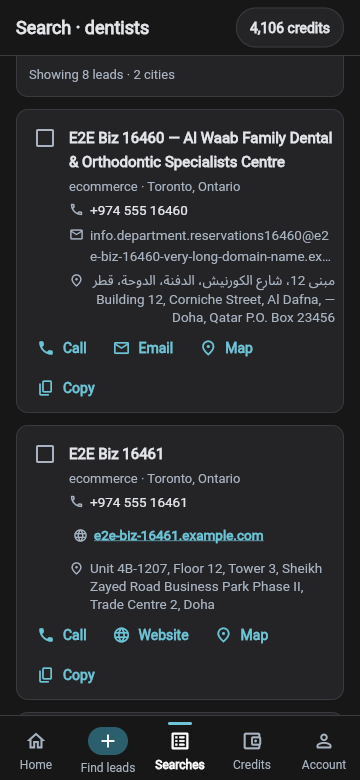 Search · dentists
4,106 credits
Showing 8 leads · 2 cities
E2E Biz 16460 — Al Waab Family Dental
& Orthodontic Specialists Centre
ecommerce · Toronto, Ontario
+974 555 16460
info.department.reservations16460@e2
e-biz-16460-very-long-domain-name.ex…
مبنى 12، شارع الكورنيش، الدفنة، الدوحة، قطر
Building 12, Corniche Street, Al Dafna, —
Doha, Qatar P.O. Box 23456
Call
Email
Map
Copy
E2E Biz 16461
ecommerce · Toronto, Ontario
+974 555 16461
e2e-biz-16461.example.com
Unit 4B-1207, Floor 12, Tower 3, Sheikh
Zayed Road Business Park Phase II,
Trade Centre 2, Doha
Call
Website
Map
Copy
Home
Find leads
Searches
Credits
Account